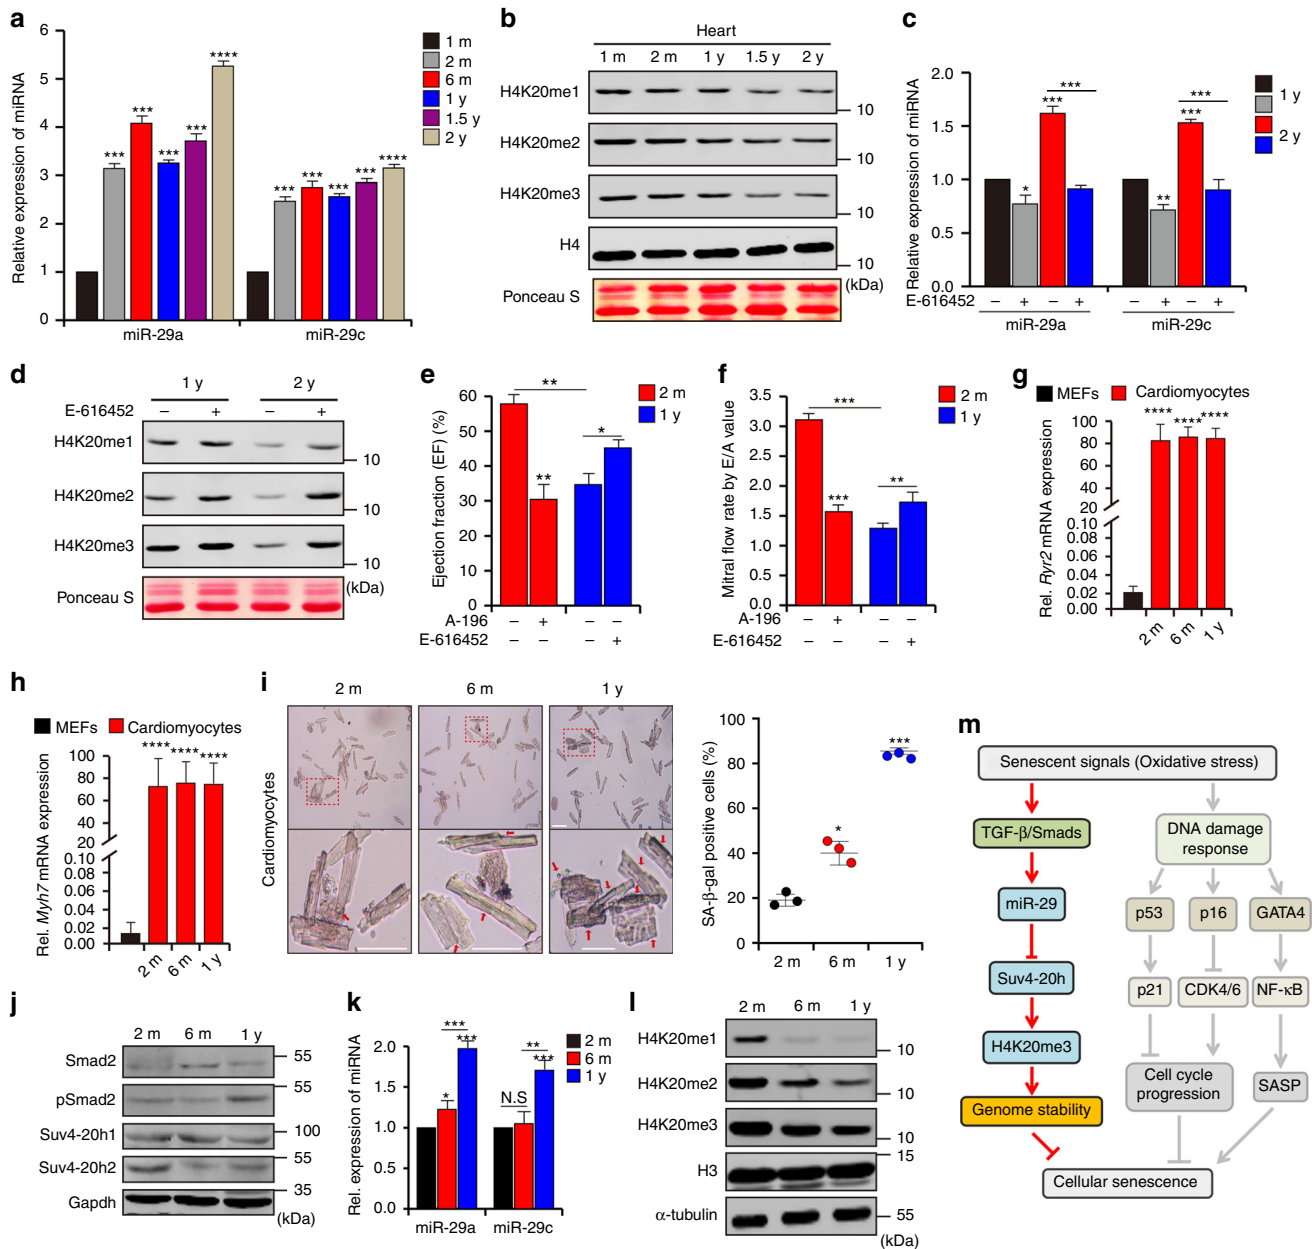 a
Relative expression of miRNA
6
5
4
3
2
1
0
****
***
***
***
***
***
***
***
***
****
miR-29a
miR-29c
1 m
2 m
6 m
1 y
1.5 y
2 y
b
Heart
1 m 2 m 1 y 1.5 y 2 y
H4K20me1
10
H4K20me2
10
H4K20me3
10
H4
10
(kDa)
Ponceau S
c
Relative expression of miRNA
2.0
1.5
1.0
0.5
0.0
*** ***
*** ***
* **
E-616452 – + – + – + – +
miR-29a miR-29c
1 y
2 y
d
1 y 2 y
E-616452 – + – +
H4K20me1
10
H4K20me2
10
H4K20me3
10
(kDa)
Ponceau S
e
Ejection fraction (EF) (%)
60
50
40
30
20
10
0
**
**
*
A-196 – + – –
E-616452 – – – +
2 m
1 y
f
Mitral flow rate by E/A value
3.5
3.0
2.5
2.0
1.5
1.0
0.5
0.0
***
***
**
A-196 – + – –
E-616452 – – – +
2 m
1 y
g
MEFs Cardiomyocytes
Rel. Ryr2 mRNA expression
100
80
60
40
20
0.10
0.08
0.06
0.04
0.02
0.00
**** **** ****
2 m 6 m 1 y
h
MEFs Cardiomyocytes
Rel. Myh7 mRNA expression
100
80
60
40
20
0.10
0.08
0.06
0.04
0.02
0.00
**** **** ****
2 m 6 m 1 y
i
2 m 6 m 1 y
Cardiomyocytes
SA-β-gal positive cells (%)
100
80
60
40
20
0
*
***
2 m 6 m 1 y
j
2 m 6 m 1 y
Smad2 55
pSmad2 55
Suv4-20h1 100
Suv4-20h2 55
Gapdh 35
(kDa)
k
Rel. expression of miRNA
2.0
1.5
1.0
0.5
0.0
*** **
*** ***
* N.S
miR-29a miR-29c
2 m
6 m
1 y
l
2 m 6 m 1 y
H4K20me1
10
H4K20me2
10
H4K20me3
10
H3 15
α-tubulin 55
(kDa)
m
Senescent signals (Oxidative stress)
TGF-β/Smads
miR-29
Suv4-20h
H4K20me3
Genome stability
DNA damage
response
p53 p16 GATA4
p21 CDK4/6 NF-κB
Cell cycle
progression
SASP
Cellular senescence